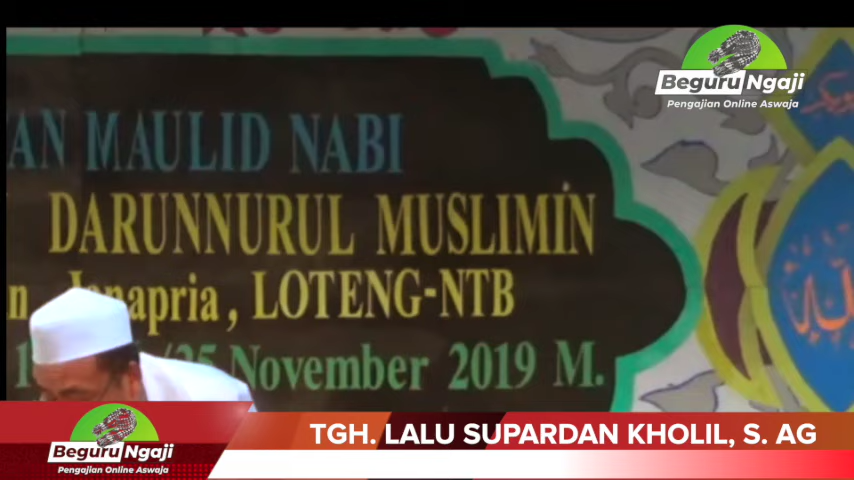 Beguru Ngaji
Pengajian Online Aswaja
AN MAULID NABI
DARUNNURUL MUSLIMIN
Janapria, LOTENG-NTB
November 2019 M.
TGH. LALU SUPARDAN KHOLIL, S. AG
Beguru Ngaji
Pengajian Online Aswaja